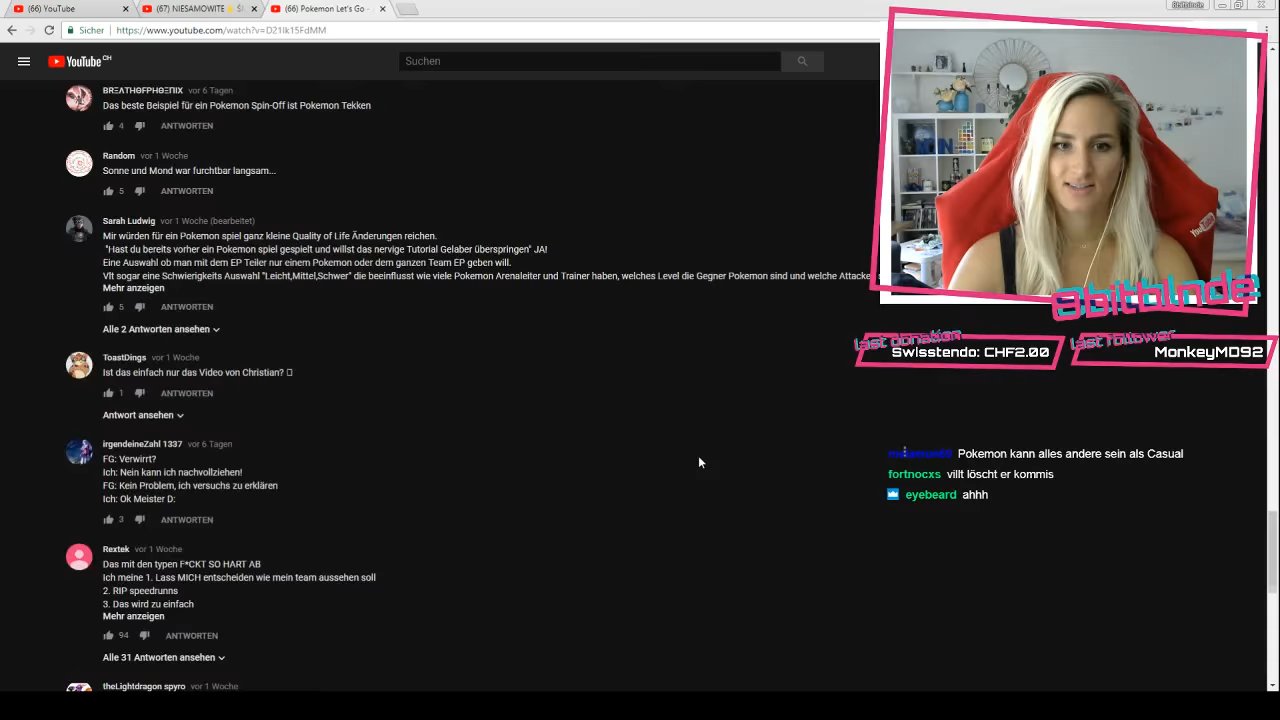 (66) YouTube
(67) NIESAMOWITE
(66) Pokemon Let's Go -
8bitblnde
Sicher
https://www.youtube.com/watch?v=D21lk15FdMM
YouTube CH
Suchen
BRΞΛTHΘFPHΘΞПIX vor 6 Tagen
Das beste Beispiel für ein Pokemon Spin-Off ist Pokemon Tekken
4 ANTWORTEN
Random vor 1 Woche
Sonne und Mond war furchtbar langsam...
5 ANTWORTEN
Sarah Ludwig vor 1 Woche (bearbeitet)
Mir würden für ein Pokemon spiel ganz kleine Quality of Life Änderungen reichen.
"Hast du bereits vorher ein Pokemon spiel gespielt und willst das nervige Tutorial Gelaber überspringen" JA!
Eine Auswahl ob man mit dem EP Teiler nur einem Pokemon oder dem ganzen Team EP geben will.
Vlt sogar eine Schwierigkeits Auswahl "Leicht,Mittel,Schwer" die beeinflusst wie viele Pokemon Arenaleiter und Trainer haben, welches Level die Gegner Pokemon sind und welche Attacke
Mehr anzeigen
5 ANTWORTEN
Alle 2 Antworten ansehen
ToastDings vor 1 Woche
Ist das einfach nur das Video von Christian?
1 ANTWORTEN
Antwort ansehen
irgendeineZahl 1337 vor 6 Tagen
FG: Verwirrt?
Ich: Nein kann ich nachvollziehen!
FG: Kein Problem, ich versuchs zu erklären
Ich: Ok Meister D:
3 ANTWORTEN
Rextek vor 1 Woche
Das mit den typen F*CKT SO HART AB
Ich meine 1. Lass MICH entscheiden wie mein team aussehen soll
2. RIP speedrunns
3. Das wird zu einfach
Mehr anzeigen
94 ANTWORTEN
Alle 31 Antworten ansehen
theLightdragon spyro vor 1 Woche
YouTube
8bitblnde
last donation
Swisstendo: CHF2.00
last follower
MonkeyMD92
Pokemon kann alles andere sein als Casual
fortnocxs villt löscht er kommis
eyebeard ahhh